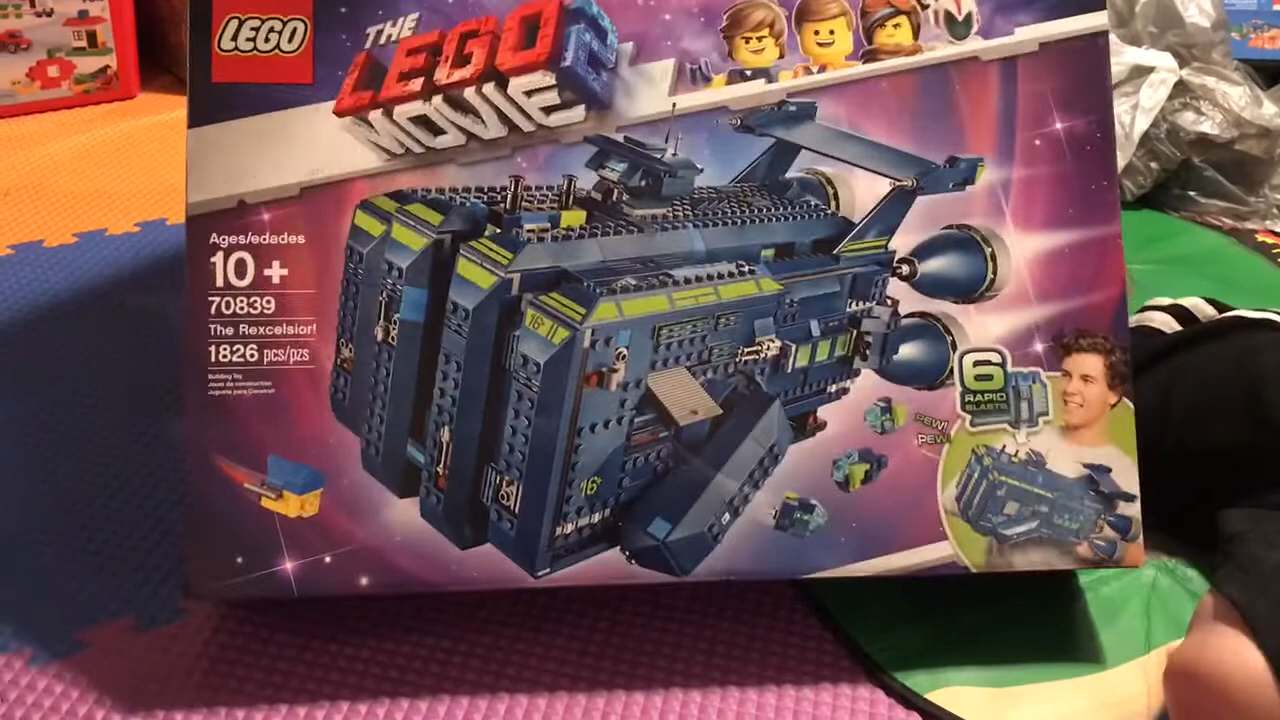 LEGO
THE
LEGO
MOVIE 2
Ages/edades
10+
70839
The Rexcelsior!
1826 pcs/pzs
Building Toy
Jouet de construction
Juguete para Construir
16+
16+
6
RAPID
BLASTS
PEW!
PEW